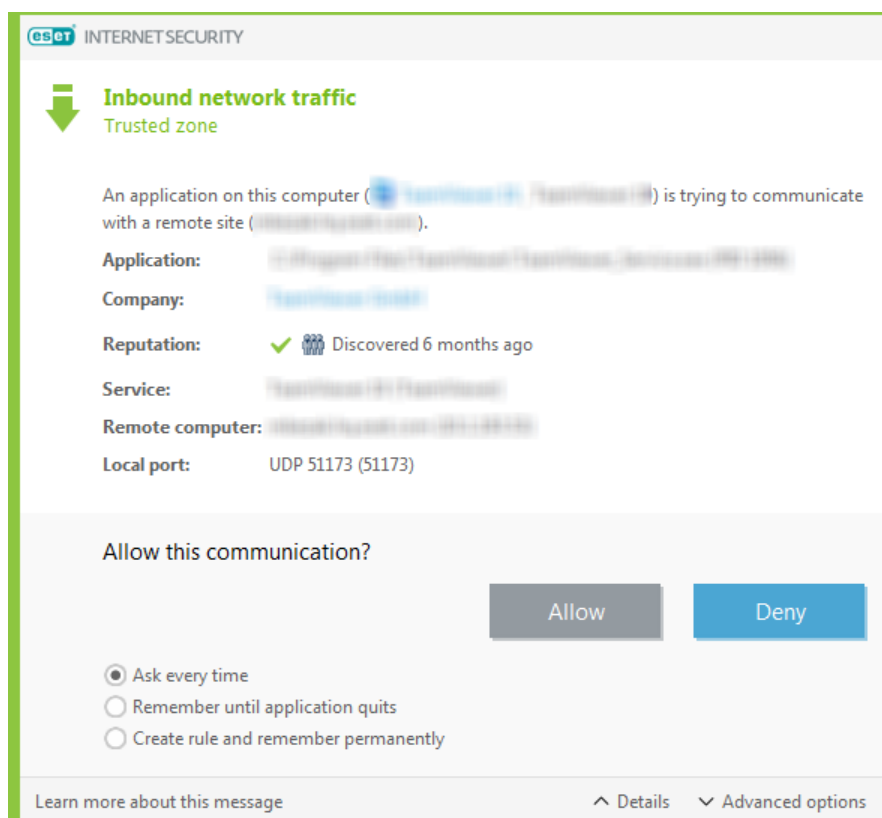 eseT INTERNET SECURITY
Inbound network traffic
Trusted zone
An application on this computer ( ) is trying to communicate
with a remote site ( ).
Application:
Company:
Reputation: Discovered 6 months ago
Service:
Remote computer:
Local port: UDP 51173 (51173)
Allow this communication?
Allow Deny
Ask every time
Remember until application quits
Create rule and remember permanently
Learn more about this message Details Advanced options